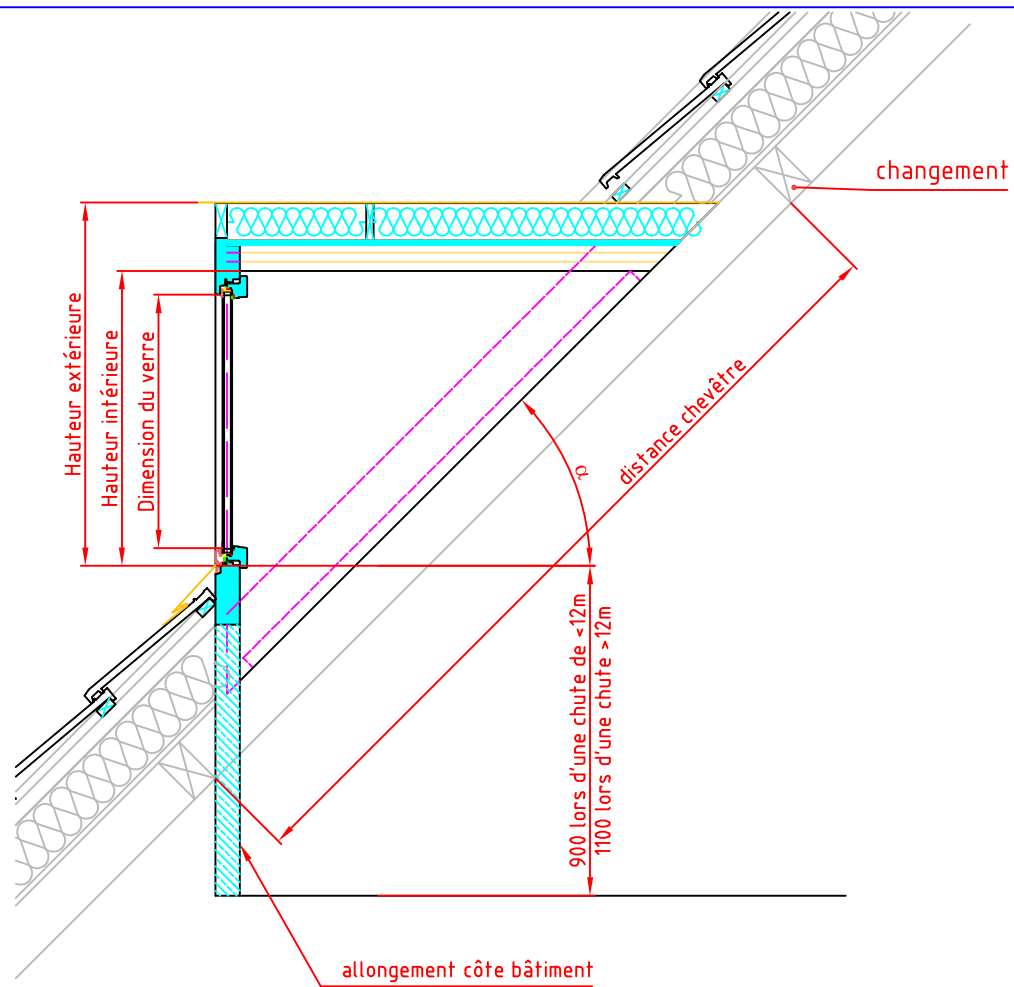 changement
Hauteur extérieure
Hauteur intérieure
Dimension du verre
distance chevêtre
α
900 lors d'une chute de <12m
1100 lors d'une chute >12m
allongement côte bâtiment